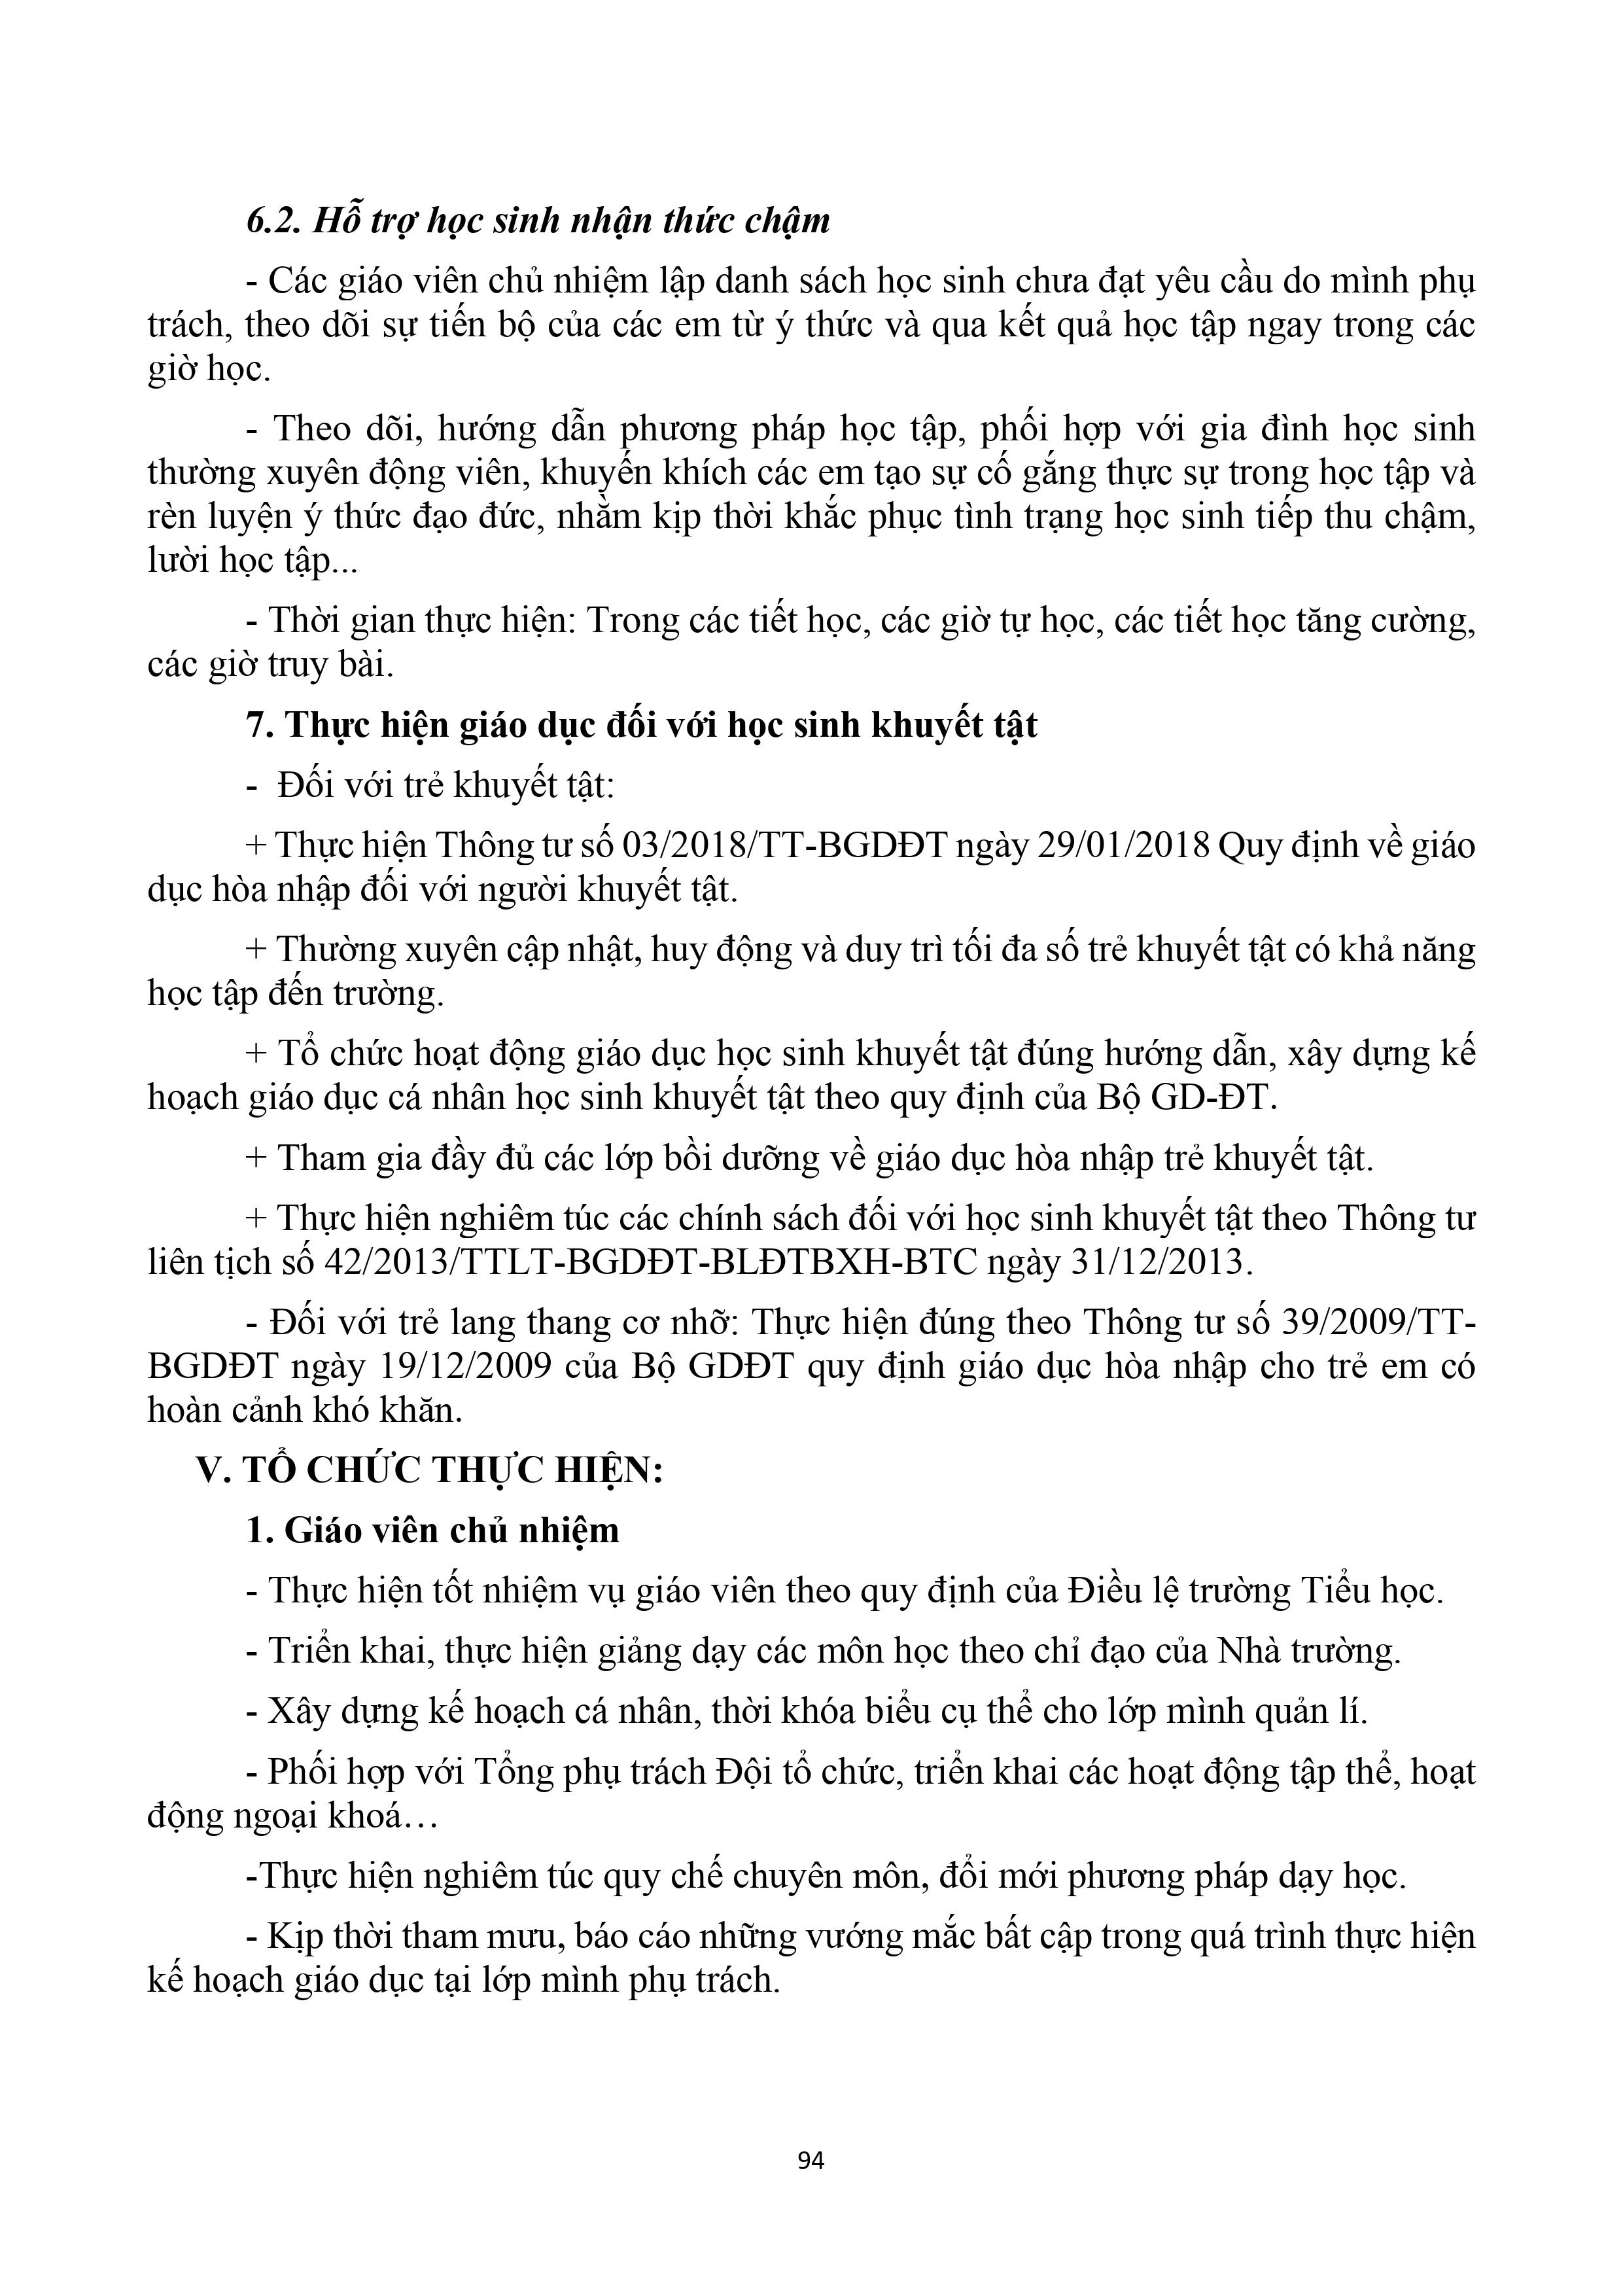 6.2. Hỗ trợ học sinh nhận thức chậm
- Các giáo viên chủ nhiệm lập danh sách học sinh chưa đạt yêu cầu do mình phụ
trách, theo dõi sự tiến bộ của các em từ ý thức và qua kết quả học tập ngay trong các
giờ học.
- Theo dõi, hướng dẫn phương pháp học tập, phối hợp với gia đình học sinh
thường xuyên động viên, khuyến khích các em tạo sự cố gắng thực sự trong học tập và
rèn luyện ý thức đạo đức, nhằm kịp thời khắc phục tình trạng học sinh tiếp thu chậm,
lười học tập...
- Thời gian thực hiện: Trong các tiết học, các giờ tự học, các tiết học tăng cường,
các giờ truy bài.
7. Thực hiện giáo dục đối với học sinh khuyết tật
- Đối với trẻ khuyết tật:
+ Thực hiện Thông tư số 03/2018/TT-BGDĐT ngày 29/01/2018 Quy định về giáo
dục hòa nhập đối với người khuyết tật.
+ Thường xuyên cập nhật, huy động và duy trì tối đa số trẻ khuyết tật có khả năng
học tập đến trường.
+ Tổ chức hoạt động giáo dục học sinh khuyết tật đúng hướng dẫn, xây dựng kế
hoạch giáo dục cá nhân học sinh khuyết tật theo quy định của Bộ GD-ĐT.
+ Tham gia đầy đủ các lớp bồi dưỡng về giáo dục hòa nhập trẻ khuyết tật.
+ Thực hiện nghiêm túc các chính sách đối với học sinh khuyết tật theo Thông tư
liên tịch số 42/2013/TTLT-BGDĐT-BLĐTBXH-BTC ngày 31/12/2013.
- Đối với trẻ lang thang cơ nhỡ: Thực hiện đúng theo Thông tư số 39/2009/TT-
BGDĐT ngày 19/12/2009 của Bộ GDĐT quy định giáo dục hòa nhập cho trẻ em có
hoàn cảnh khó khăn.
V. TỔ CHỨC THỰC HIỆN:
1. Giáo viên chủ nhiệm
- Thực hiện tốt nhiệm vụ giáo viên theo quy định của Điều lệ trường Tiểu học.
- Triển khai, thực hiện giảng dạy các môn học theo chỉ đạo của Nhà trường.
- Xây dựng kế hoạch cá nhân, thời khóa biểu cụ thể cho lớp mình quản lí.
- Phối hợp với Tổng phụ trách Đội tổ chức, triển khai các hoạt động tập thể, hoạt
động ngoại khoá…
-Thực hiện nghiêm túc quy chế chuyên môn, đổi mới phương pháp dạy học.
- Kịp thời tham mưu, báo cáo những vướng mắc bất cập trong quá trình thực hiện
kế hoạch giáo dục tại lớp mình phụ trách.
94